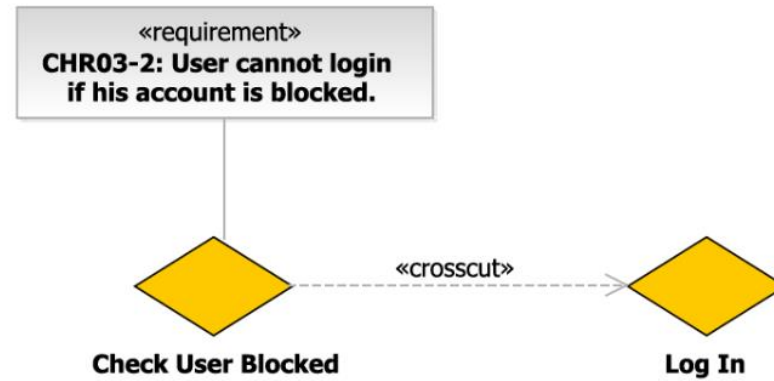 «requirement»
CHR03-2: User cannot login
if his account is blocked.
«crosscut»
Check User Blocked
Log In